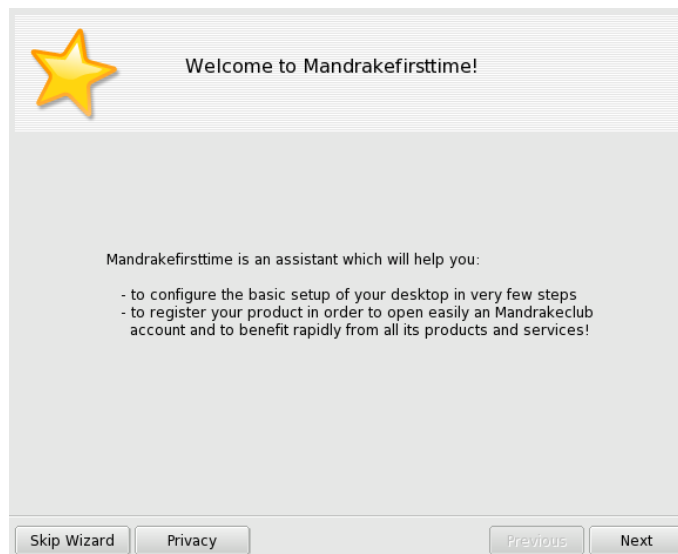 Welcome to Mandrakefirsttime!
Mandrakefirsttime is an assistant which will help you:
- to configure the basic setup of your desktop in very few steps
- to register your product in order to open easily an Mandrakeclub
account and to benefit rapidly from all its products and services!
Skip Wizard Privacy Previous Next